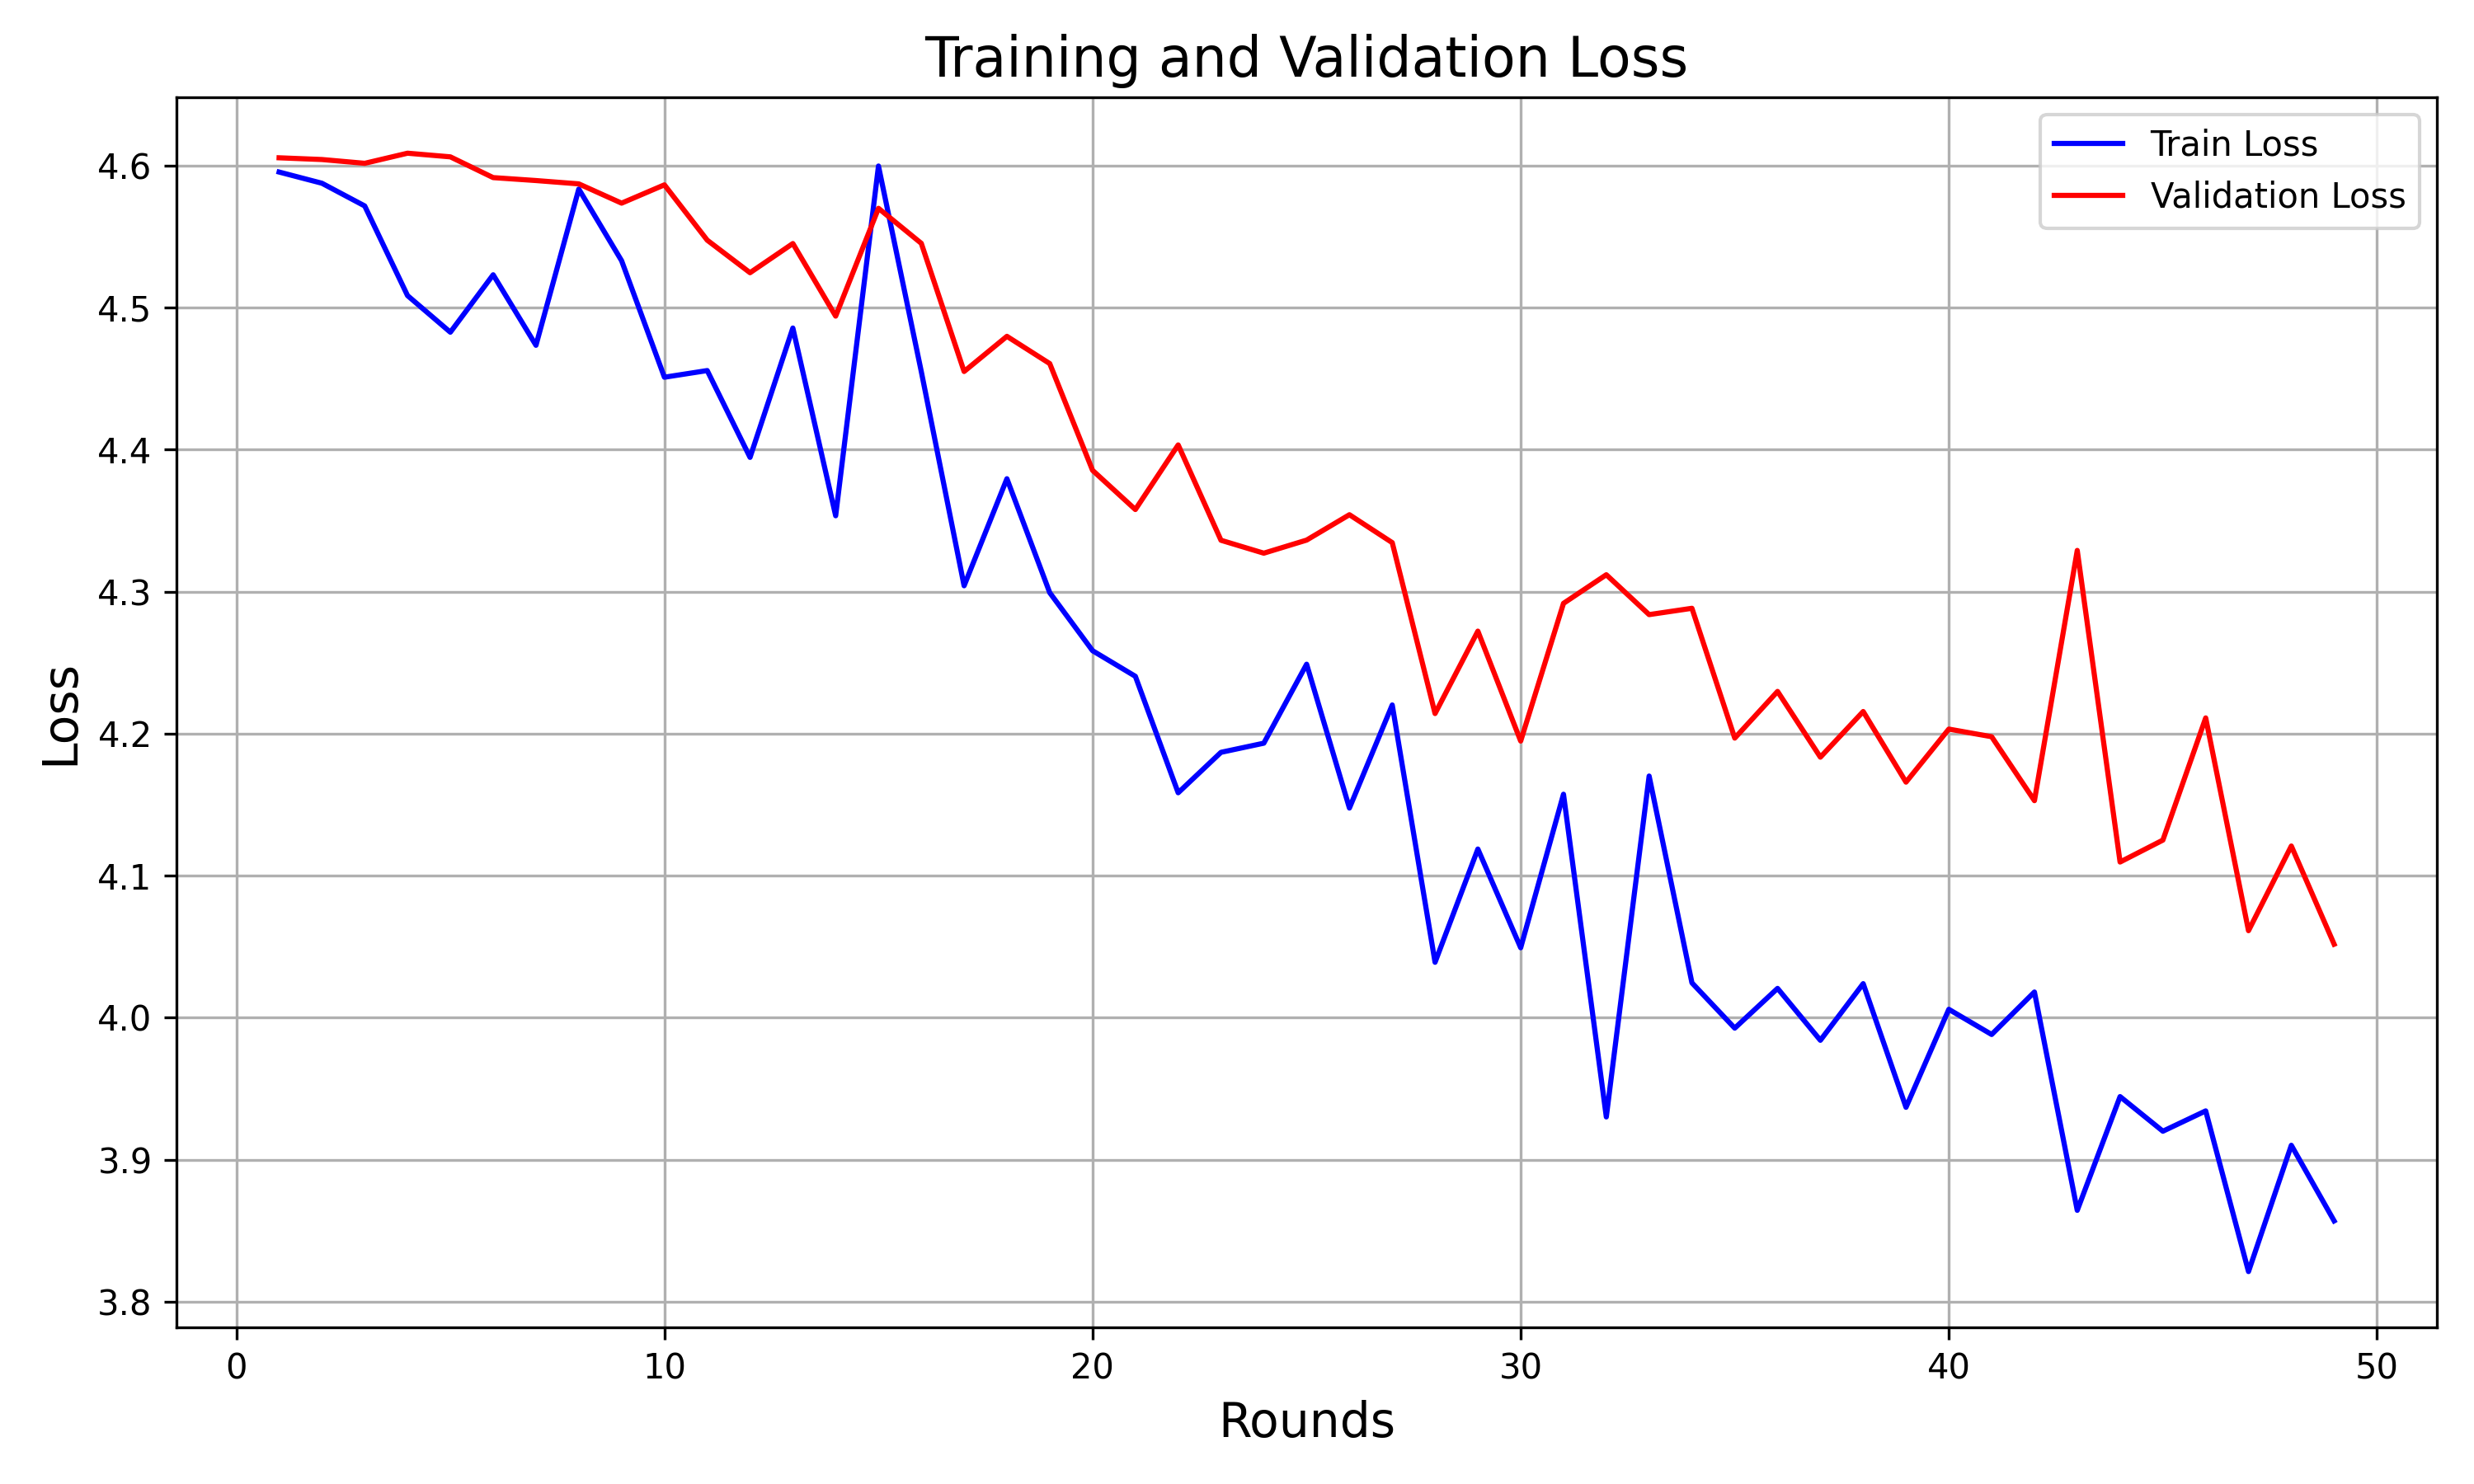 Training and Validation Loss
Train Loss
Validation Loss
Loss
4.6
4.5
4.4
4.3
4.2
4.1
4.0
3.9
3.8
0 10 20 30 40 50
Rounds